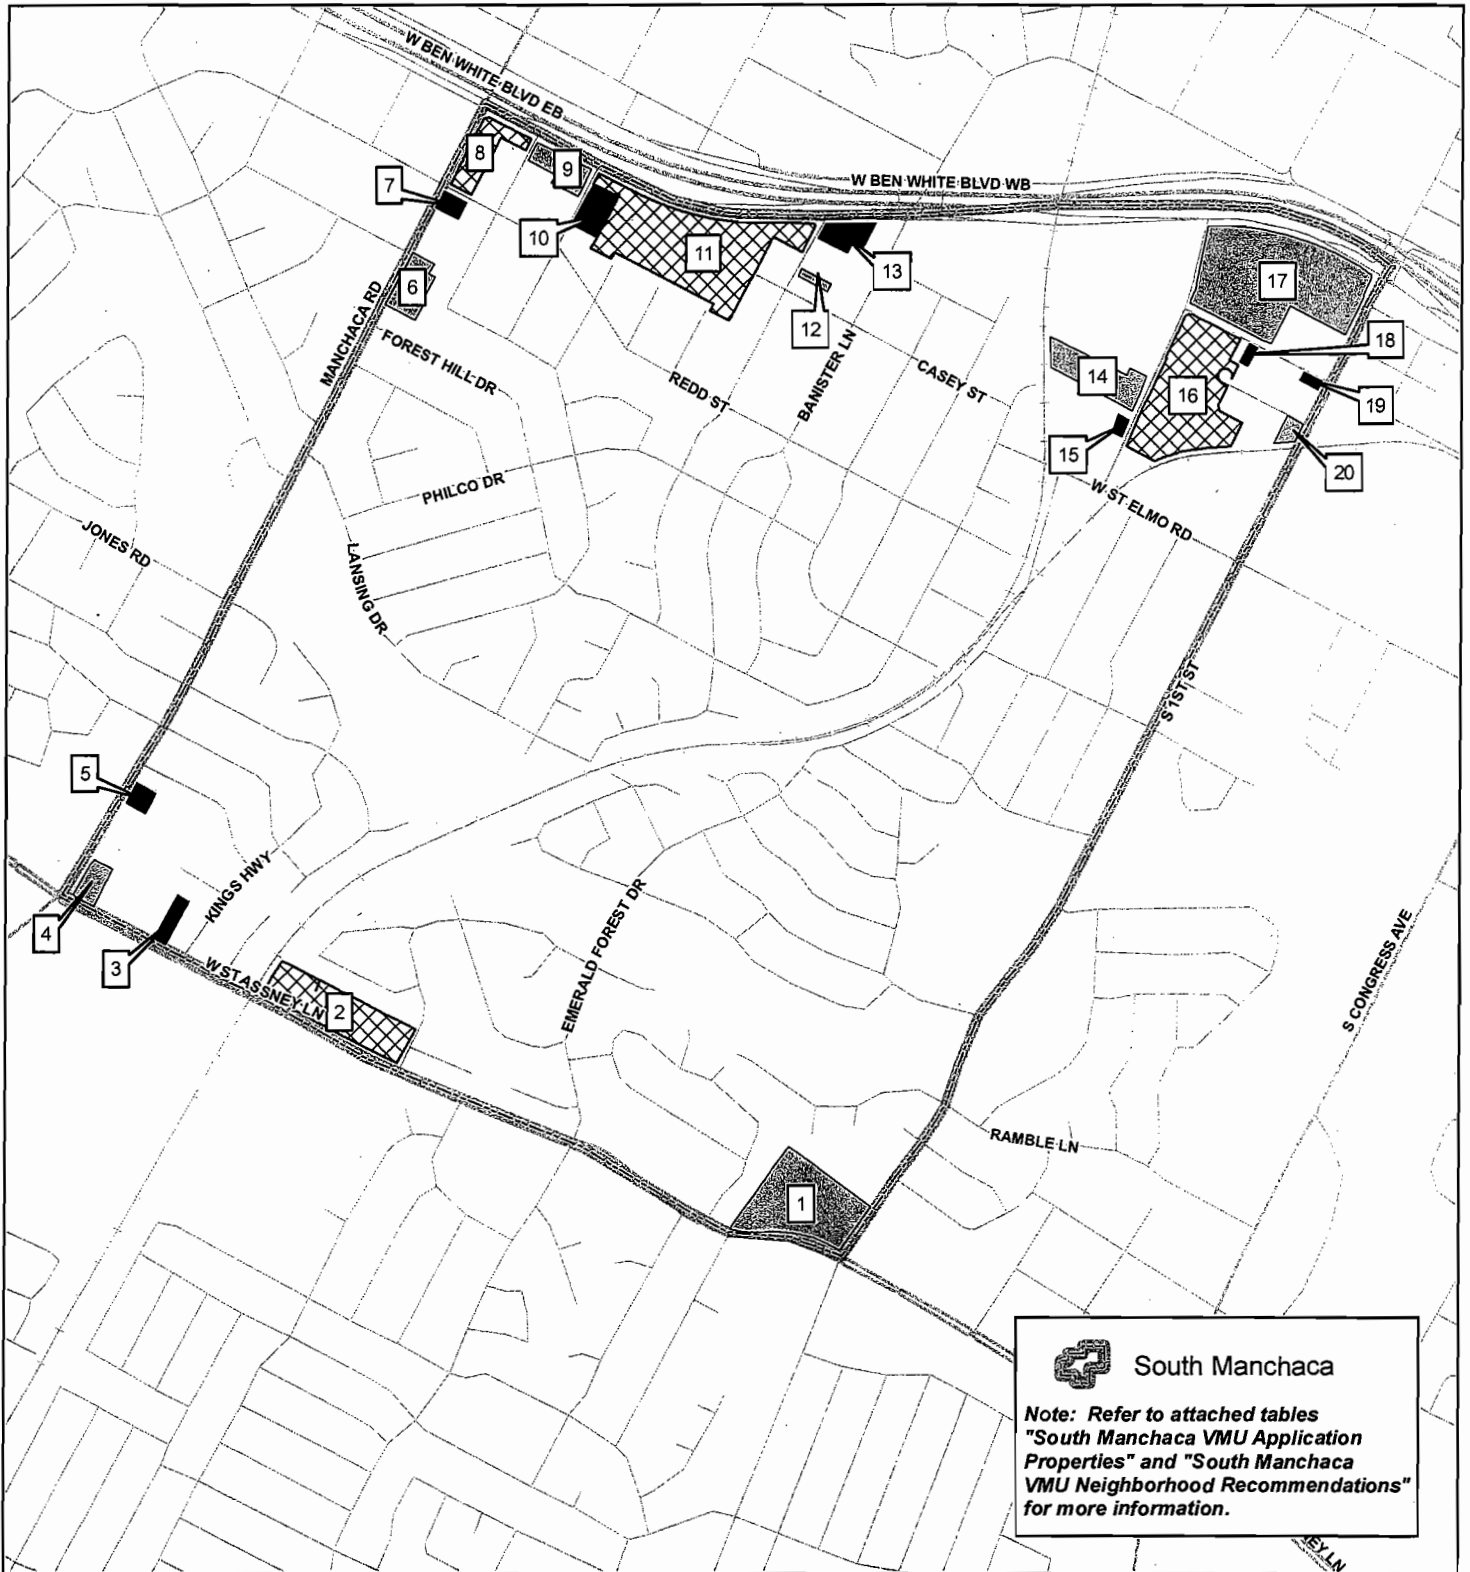 W BEN WHITE BLVD EB
W BEN WHITE BLVD WB
8
9
7
10
11
13
17
6
12
18
MANCHACA RD
FOREST HILL DR
REDD ST
BANISTER LN
CASEY ST
14
16
19
15
20
PHILCO DR
W ST ELMO RD
JONES RD
LANSING DR
S 1ST ST
5
KINGS HWY
EMERALD FOREST DR
4
3
W ST ASSNEY LN
2
S CONGRESS AVE
RAMBLE LN
1
South Manchaca
Note: Refer to attached tables
"South Manchaca VMU Application
Properties" and "South Manchaca
VMU Neighborhood Recommendations"
for more information.
EY LN